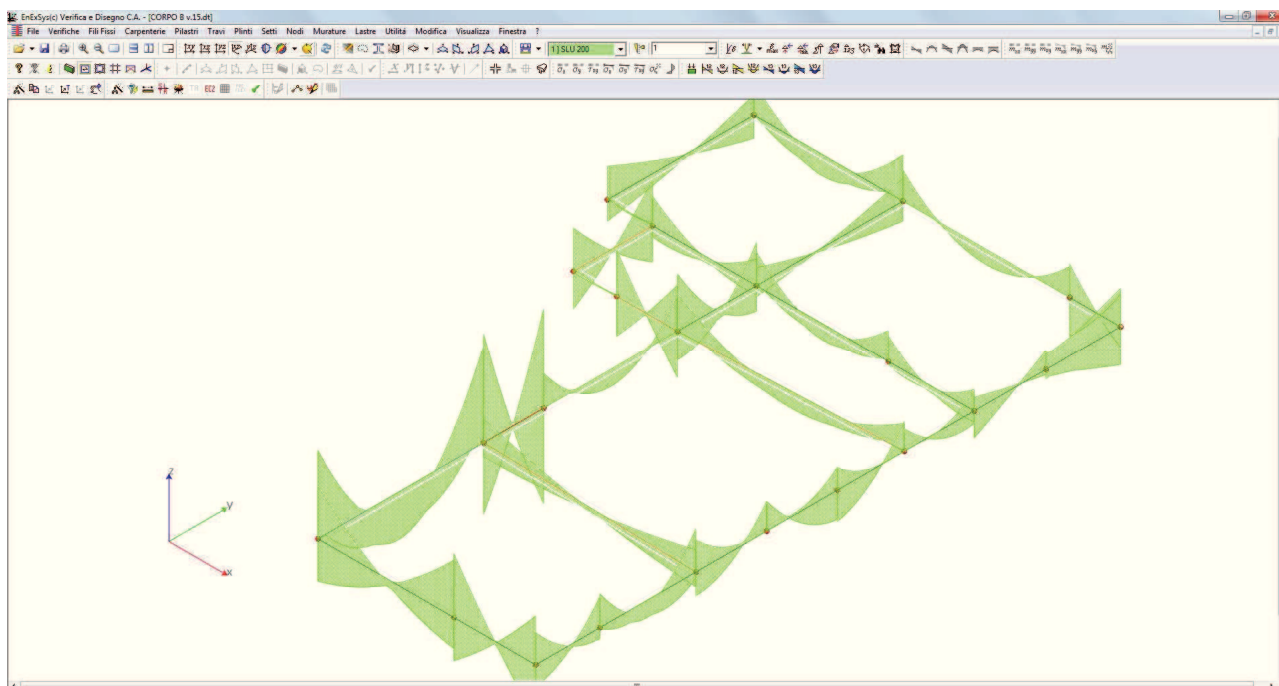 EnExSys(c) Verifica e Disegno C.A. - [CORPO B v.15.dt]
File Verifiche Fili Fissi Carpenterie Pilastri Travi Plinti Setti Nodi Murature Lastre Utilità Modifica Visualizza Finestra ?
1 ) SLU 200 1
EC2
z
y
x